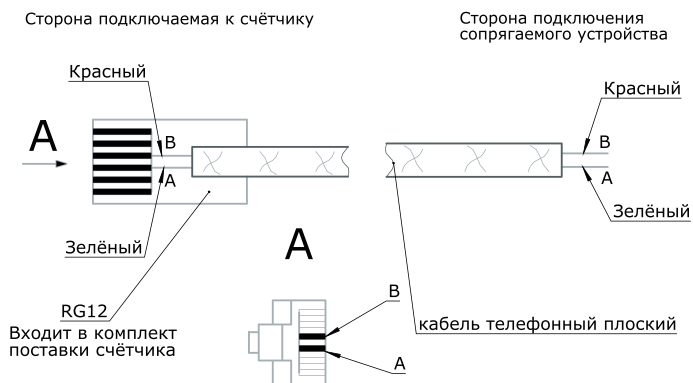 Сторона подключаемая к счётчику
Сторона подключения
сопрягаемого устройства
Красный
Красный
А
В
А
В
А
Зелёный
Зелёный
А
RG12
Входит в комплект
поставки счётчика
В
А
кабель телефонный плоский